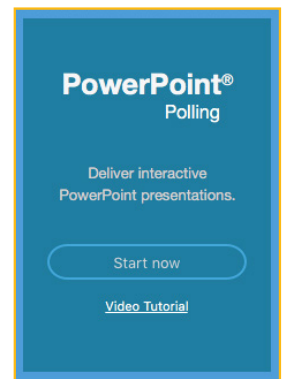 PowerPoint®
Polling
Deliver interactive
PowerPoint presentations.
Start now
Video Tutorial